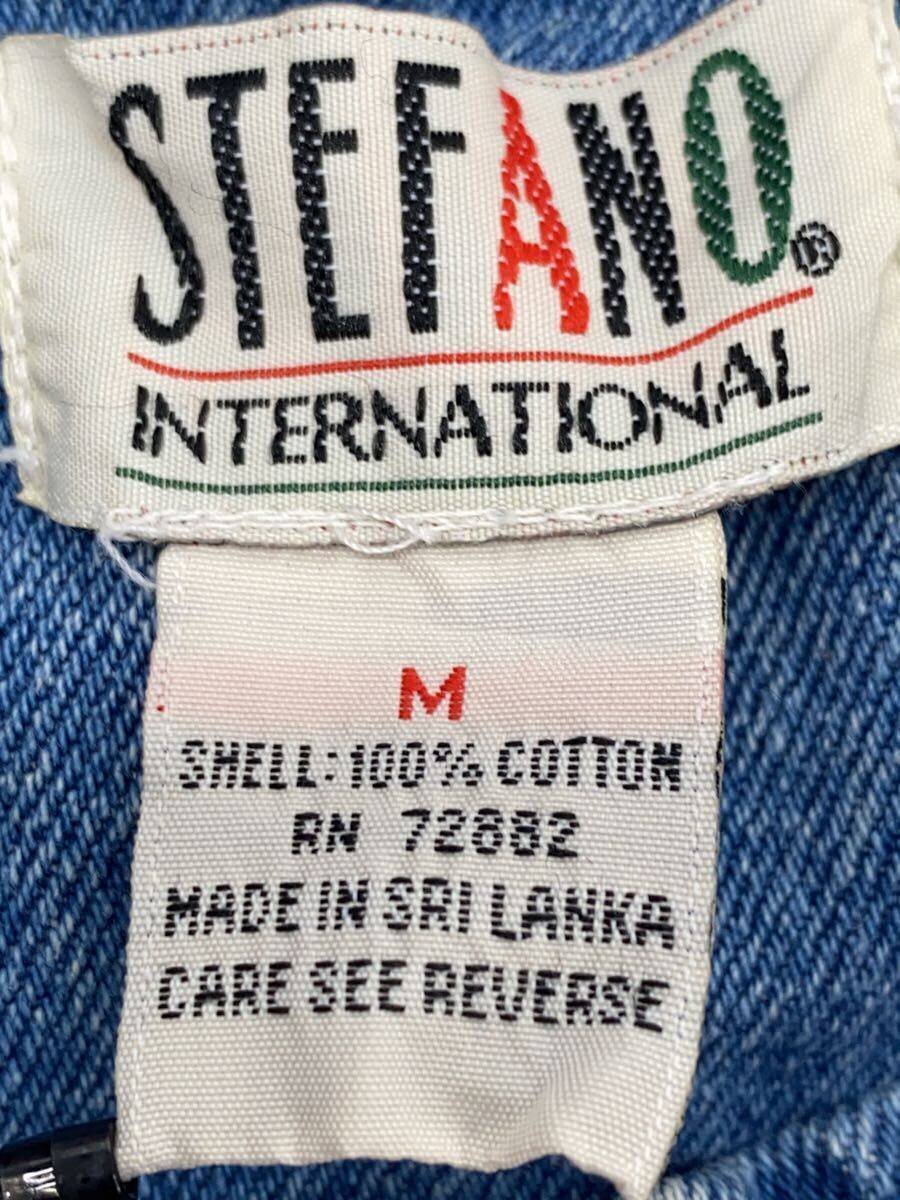 STEFANO®
INTERNATIONAL
M
SHELL: 100% COTTON
RN 72882
MADE IN SRI LANKA
CARE SEE REVERSE